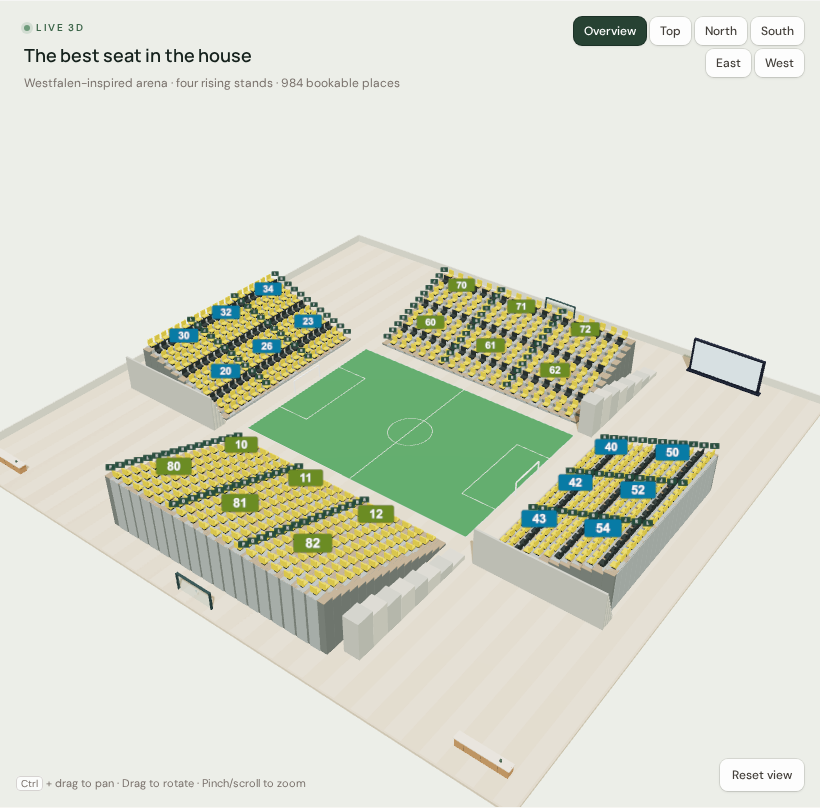 LIVE 3D
The best seat in the house
Westfalen-inspired arena · four rising stands · 984 bookable places
Overview
Top
North
South
East
West
34
32
23
30
26
20
70
71
72
60
61
62
10
80
11
81
12
82
40
50
42
52
43
54
Ctrl + drag to pan · Drag to rotate · Pinch/scroll to zoom
Reset view